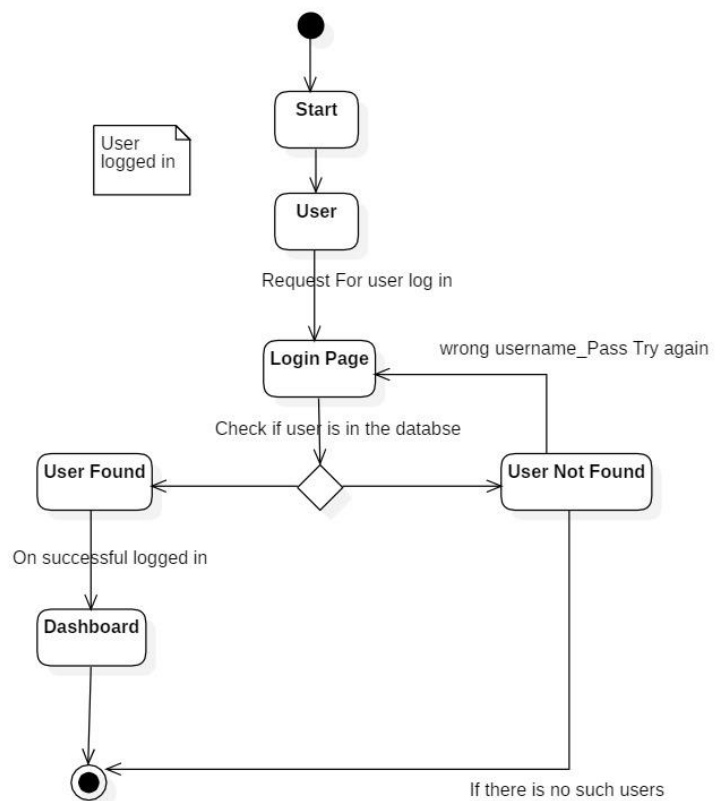 Start
User
logged in
User
Request For user log in
wrong username_Pass Try again
Login Page
Check if user is in the databse
User Found
User Not Found
On successful logged in
Dashboard
If there is no such users